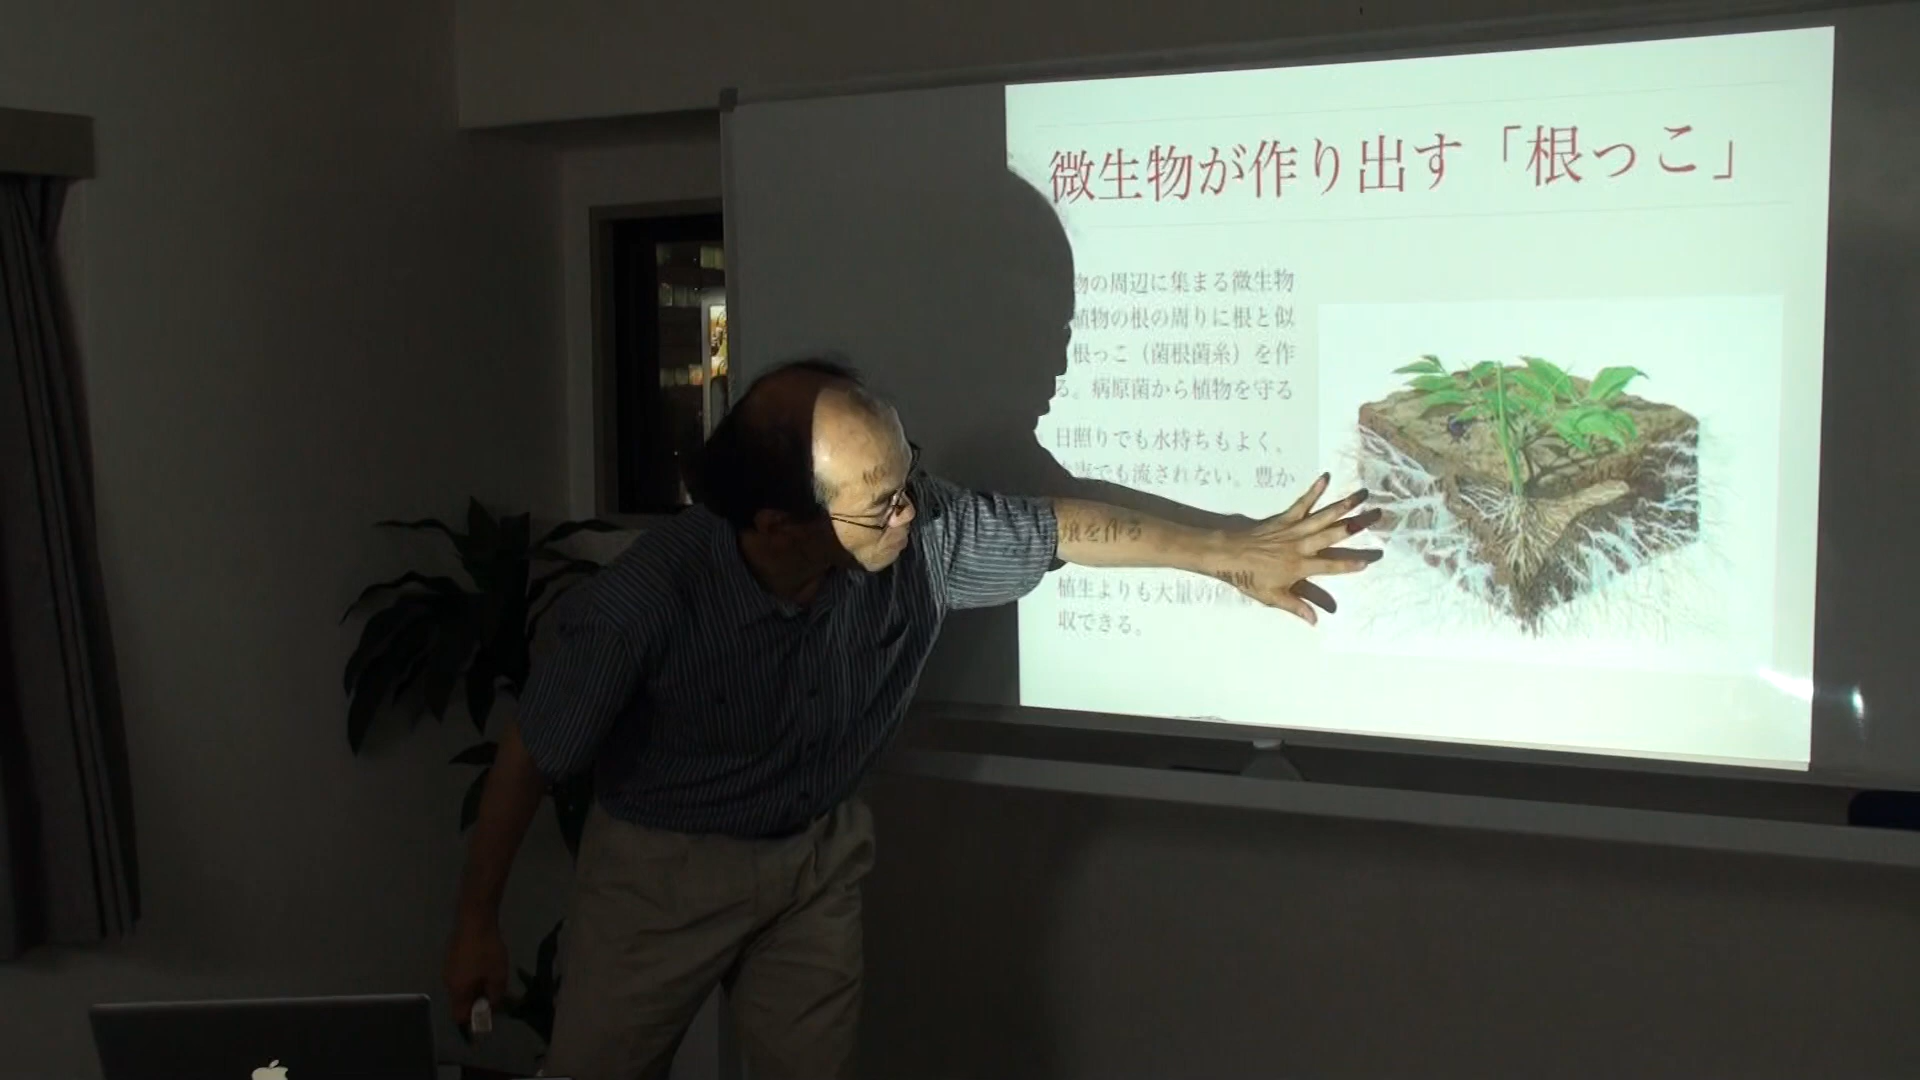 微生物が作り出す「根っこ」
物の周辺に集まる微生物
植物の根の周りに根と似
根っこ（菌根菌糸）を作
る。病原菌から植物を守る
日照りでも水持ちもよく、
でも流されない。豊か
壌を作る
植生よりも大量の
収できる。